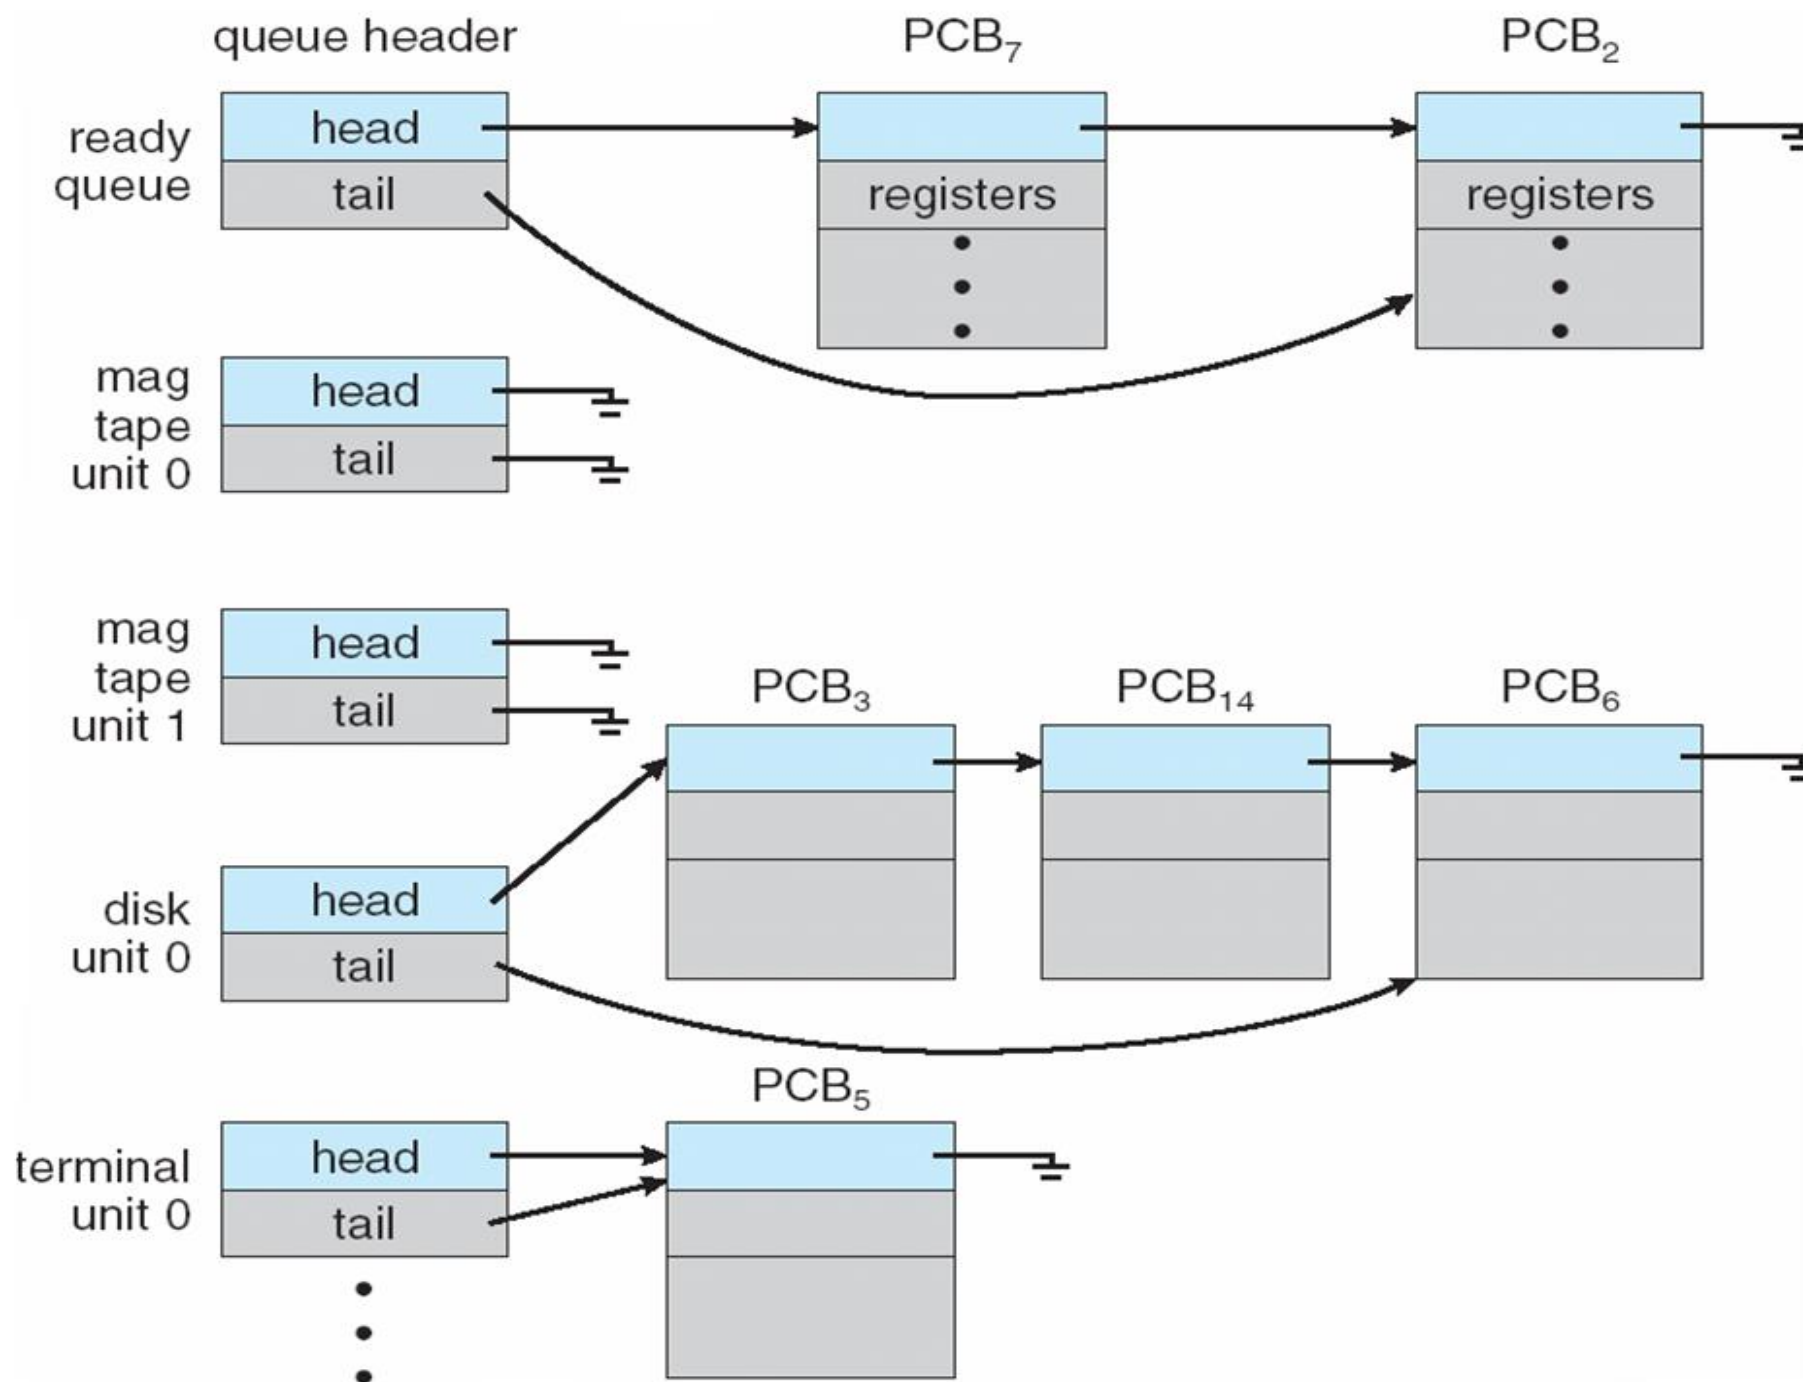 queue header
PCB₇
PCB₂
ready
queue
head
tail
registers
registers
mag
tape
unit 0
head
tail
mag
tape
unit 1
head
tail
PCB₃
PCB₁₄
PCB₆
disk
unit 0
head
tail
PCB₅
terminal
unit 0
head
tail